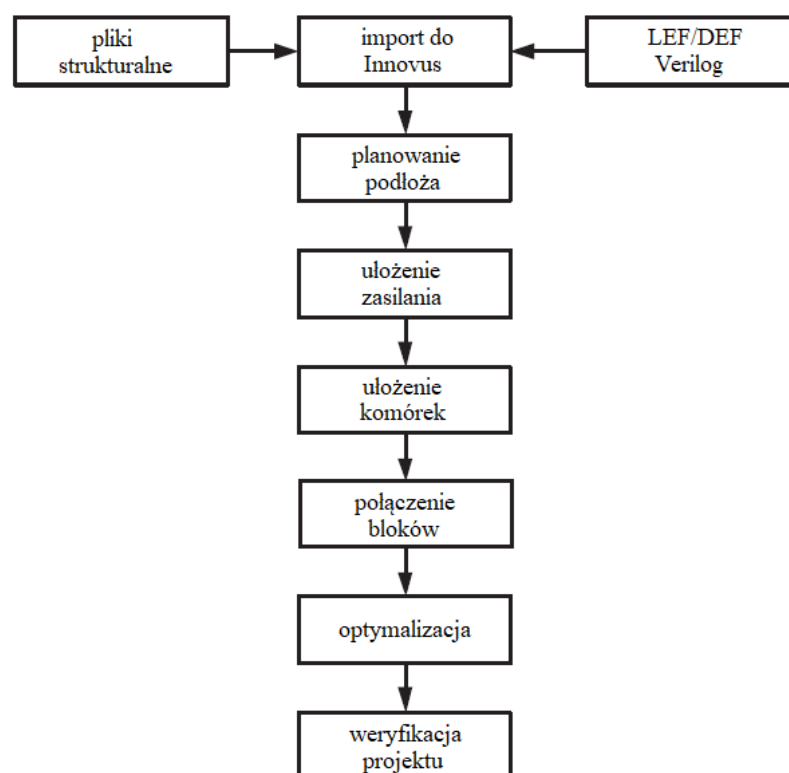 pliki
strukturalne
import do
Innovus
LEF/DEF
Verilog
planowanie
podłoża
ułożenie
zasilania
ułożenie
komórek
połączenie
bloków
optymalizacja
weryfikacja
projektu